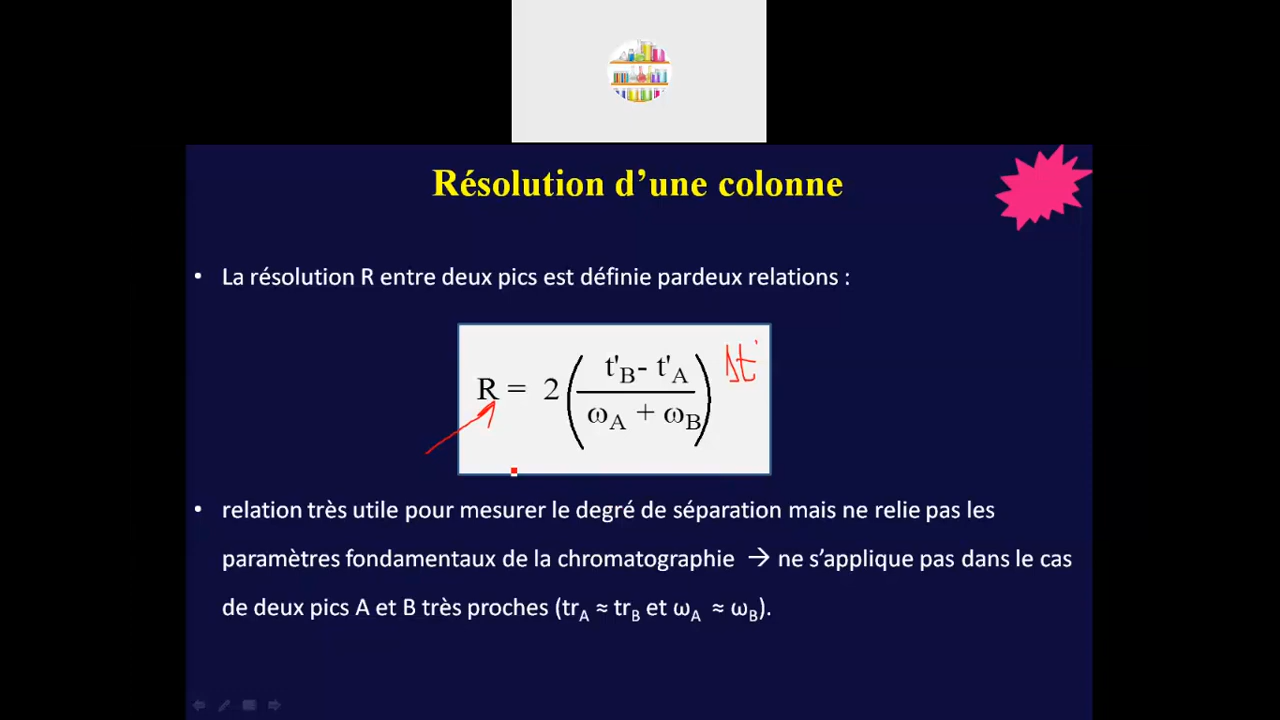 Résolution d’une colonne
• La résolution R entre deux pics est définie pardeux relations :
R = 2 ( (t'B - t'A) / (ωA + ωB) ) Δt'
• relation très utile pour mesurer le degré de séparation mais ne relie pas les
paramètres fondamentaux de la chromatographie → ne s’applique pas dans le cas
de deux pics A et B très proches (trA ≈ trB et ωA ≈ ωB).